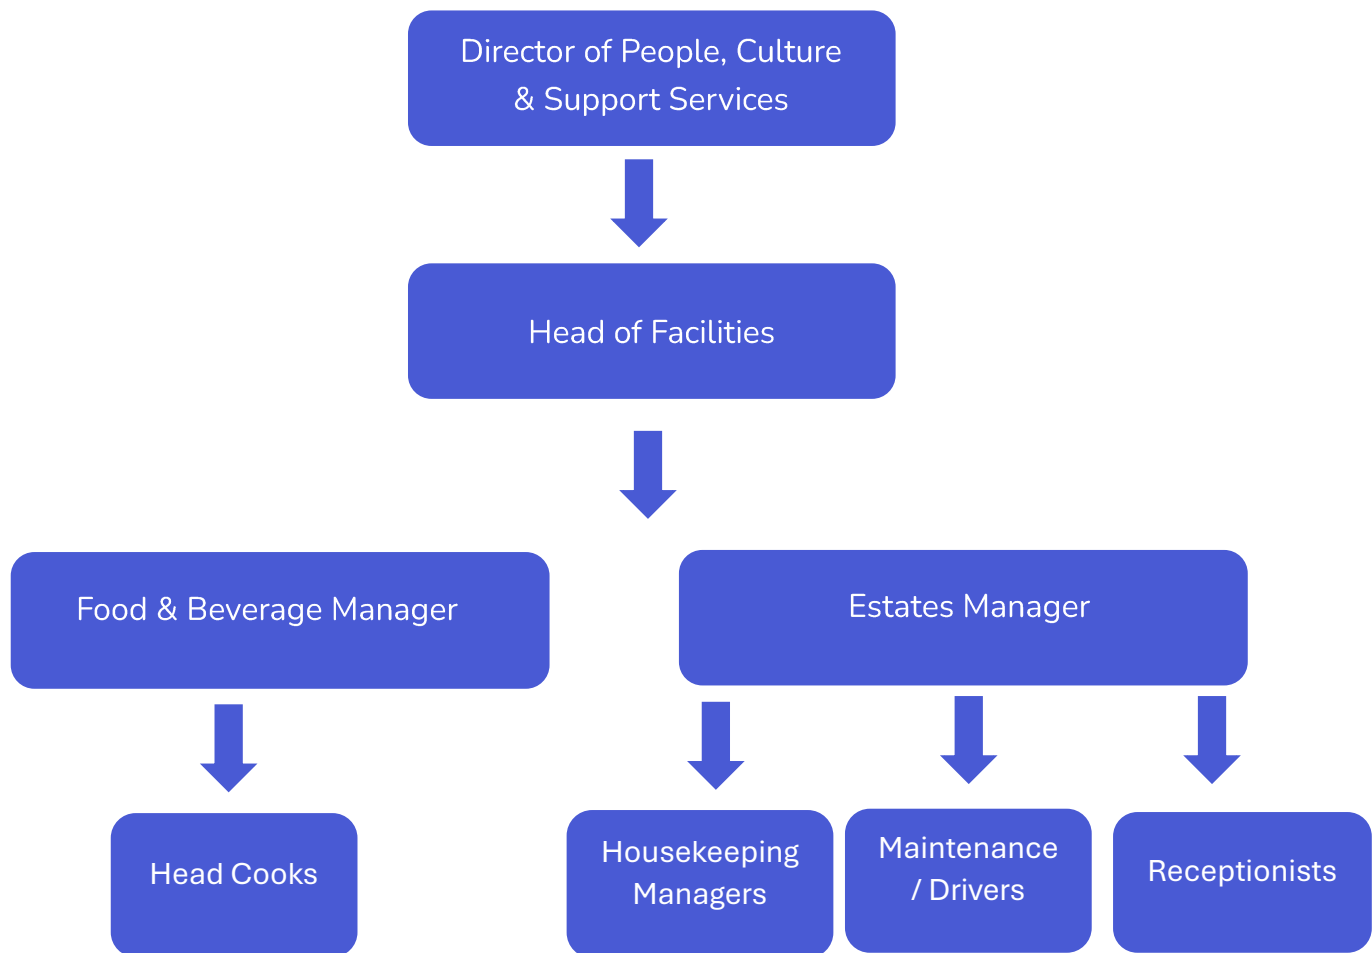 Director of People, Culture
& Support Services
Head of Facilities
Food & Beverage Manager
Estates Manager
Head Cooks
Housekeeping
Managers
Maintenance
/ Drivers
Receptionists